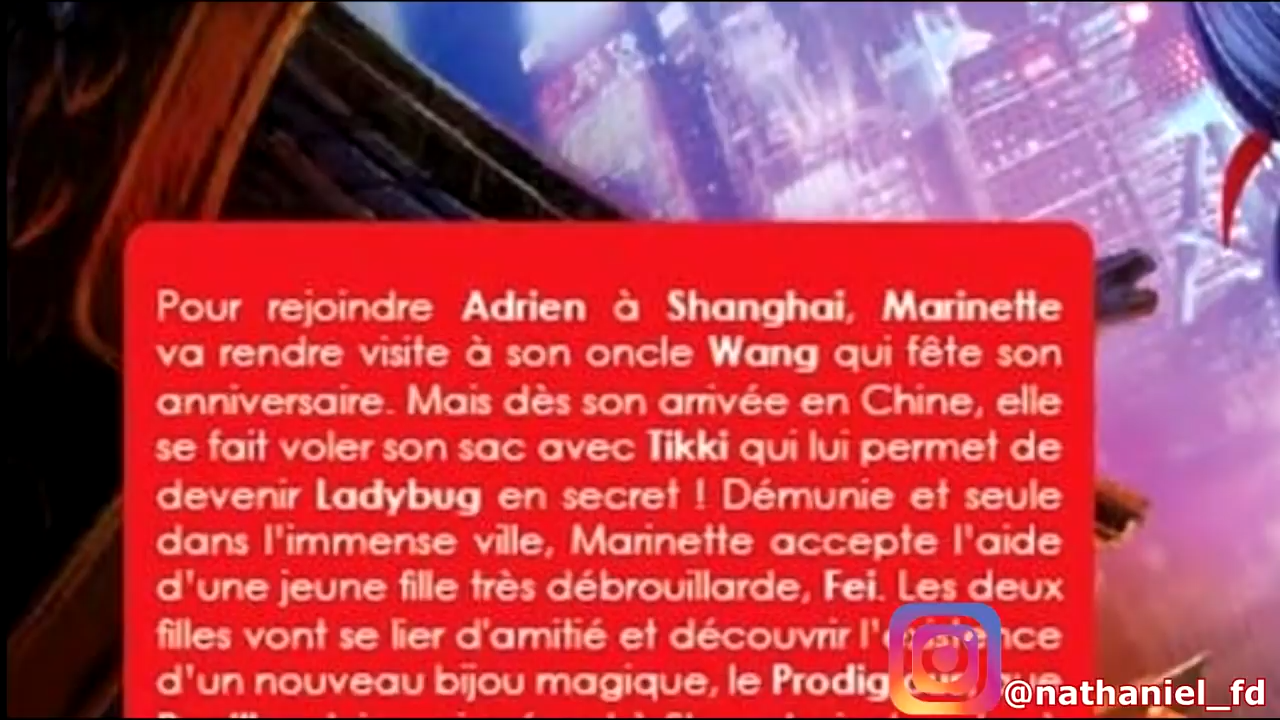 Pour rejoindre Adrien à Shanghai, Marinette
va rendre visite à son oncle Wang qui fête son
anniversaire. Mais dès son arrivée en Chine, elle
se fait voler son sac avec Tikki qui lui permet de
devenir Ladybug en secret ! Démunie et seule
dans l'immense ville, Marinette accepte l'aide
d'une jeune fille très débrouillarde, Fei. Les deux
filles vont se lier d'amitié et découvrir
d'un nouveau bijou magique, le
@nathaniel_fd